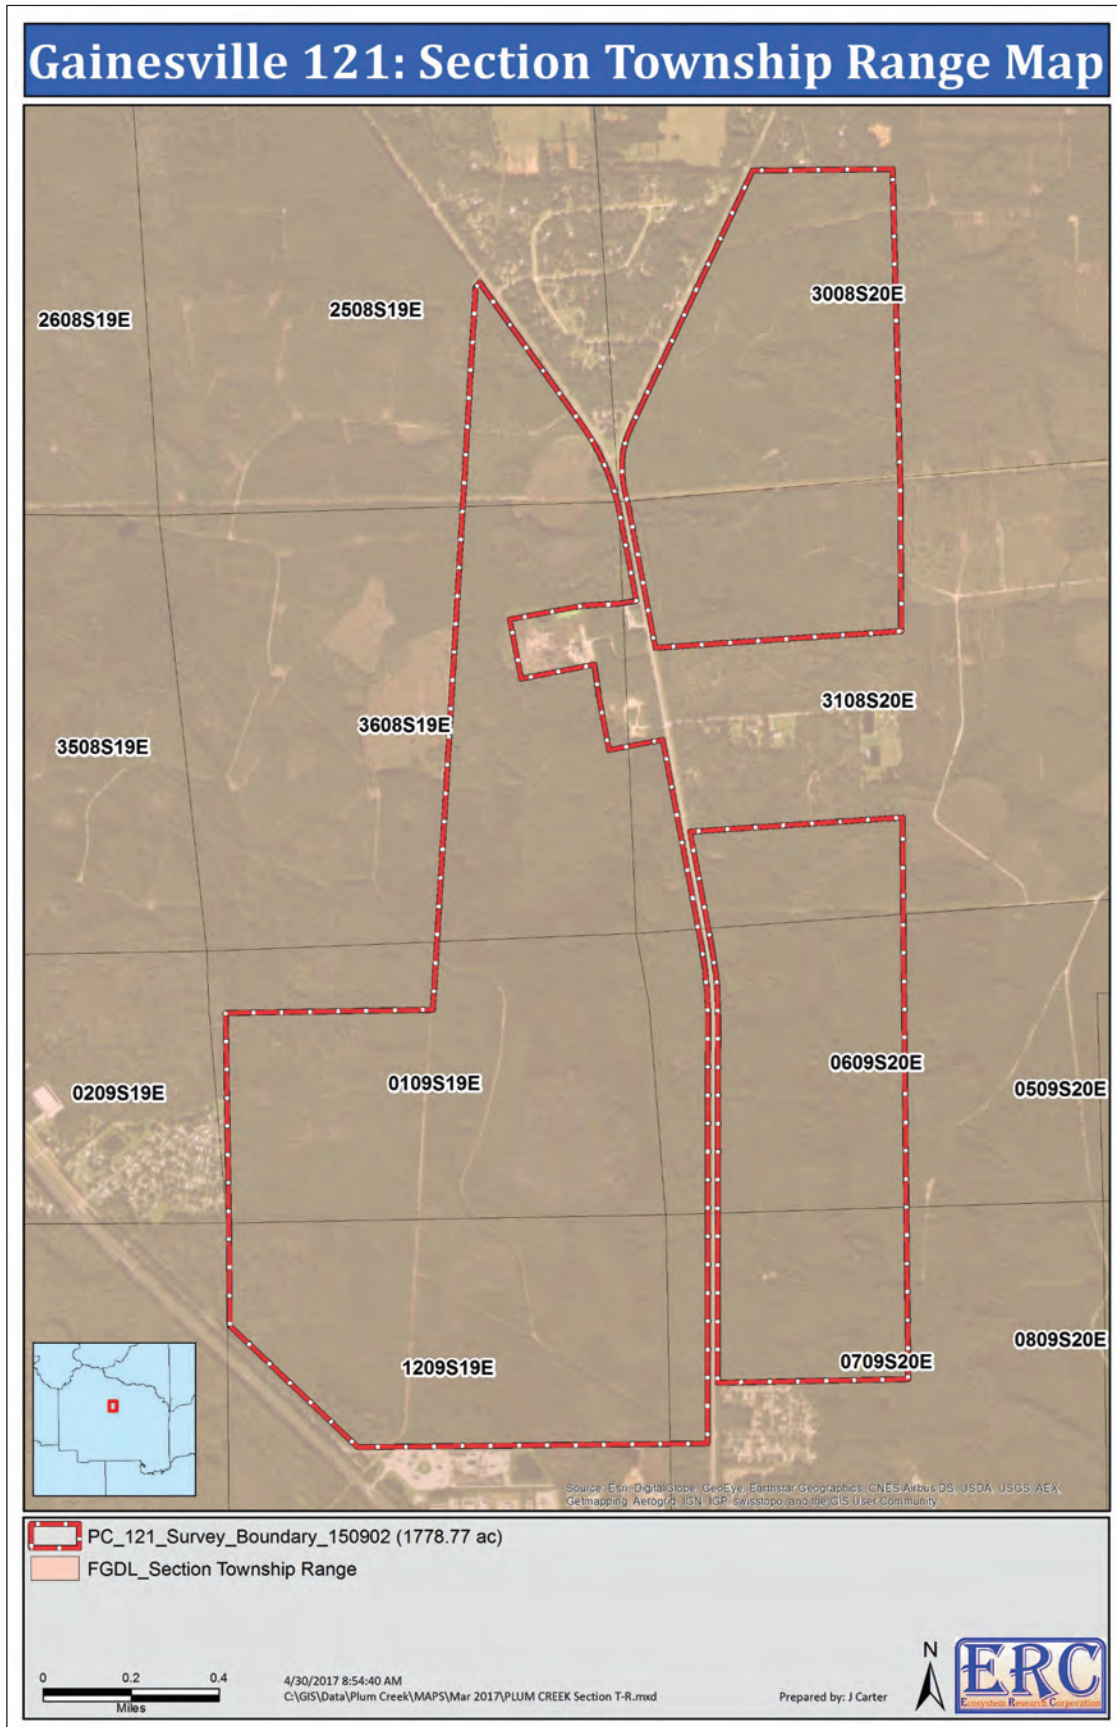 Gainesville 121: Section Township Range Map
3008S20E
2508S19E
2608S19E
3108S20E
3608S19E
3508S19E
0609S20E
0109S19E
0509S20E
0209S19E
0809S20E
0709S20E
1209S19E
Source: Esri, DigitalGlobe, GeoEye, Earthstar Geographics, CNES/Airbus DS, USDA, USGS, AEX,
Getmapping, Aerogrid, IGN, IGP, swisstopo, and the GIS User Community
PC_121_Survey_Boundary_150902 (1778.77 ac)
FGDL_Section Township Range
0 0.2 0.4
Miles
4/30/2017 8:54:40 AM
C:\GIS\Data\Plum Creek\MAPS\Mar 2017\PLUM CREEK Section T-R.mxd
Prepared by: J Carter
N
ERC
Ecosystem Research Corporation